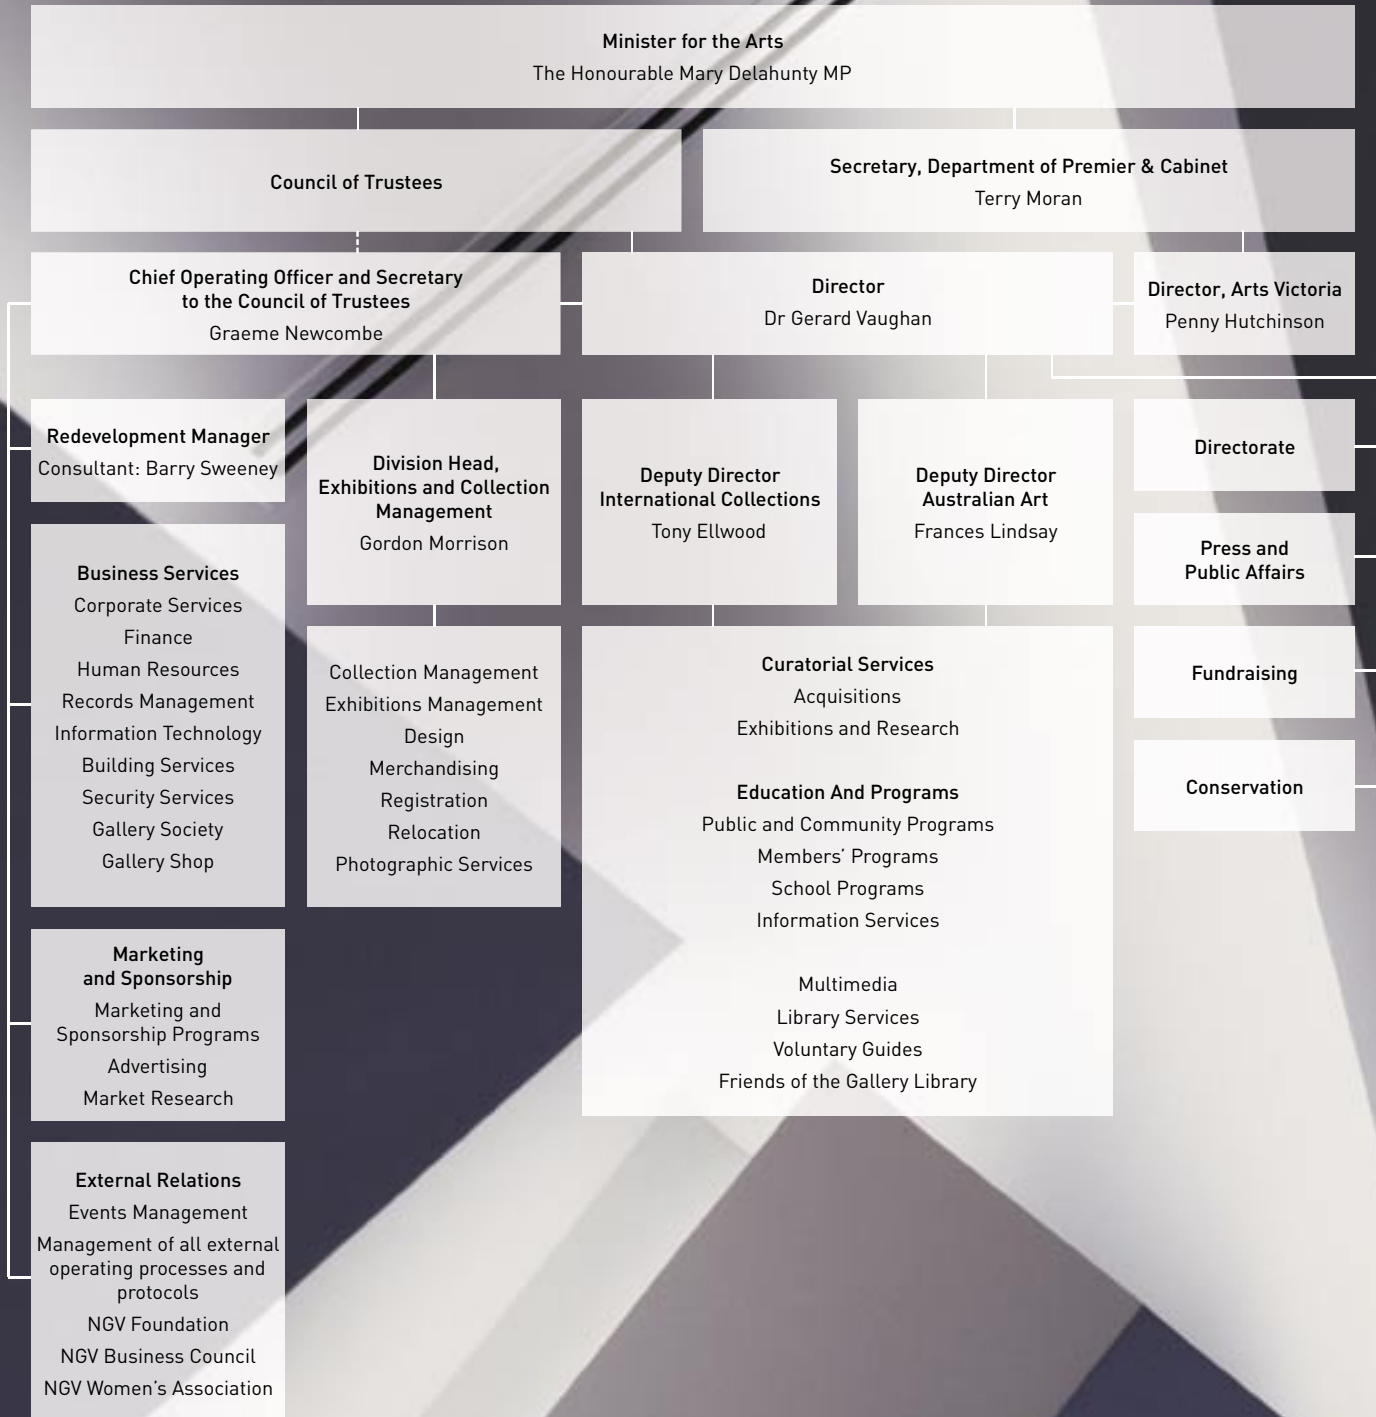 Minister for the Arts
The Honourable Mary Delahunty MP
Council of Trustees
Secretary, Department of Premier & Cabinet
Terry Moran
Chief Operating Officer and Secretary
to the Council of Trustees
Graeme Newcombe
Director
Dr Gerard Vaughan
Director, Arts Victoria
Penny Hutchinson
Redevelopment Manager
Consultant: Barry Sweeney
Division Head,
Exhibitions and Collection
Management
Gordon Morrison
Deputy Director
International Collections
Tony Ellwood
Deputy Director
Australian Art
Frances Lindsay
Directorate
Press and
Public Affairs
Fundraising
Conservation
Business Services
Corporate Services
Finance
Human Resources
Records Management
Information Technology
Building Services
Security Services
Gallery Society
Gallery Shop
Collection Management
Exhibitions Management
Design
Merchandising
Registration
Relocation
Photographic Services
Curatorial Services
Acquisitions
Exhibitions and Research
Education And Programs
Public and Community Programs
Members’ Programs
School Programs
Information Services
Multimedia
Library Services
Voluntary Guides
Friends of the Gallery Library
Marketing
and Sponsorship
Marketing and
Sponsorship Programs
Advertising
Market Research
External Relations
Events Management
Management of all external
operating processes and
protocols
NGV Foundation
NGV Business Council
NGV Women’s Association